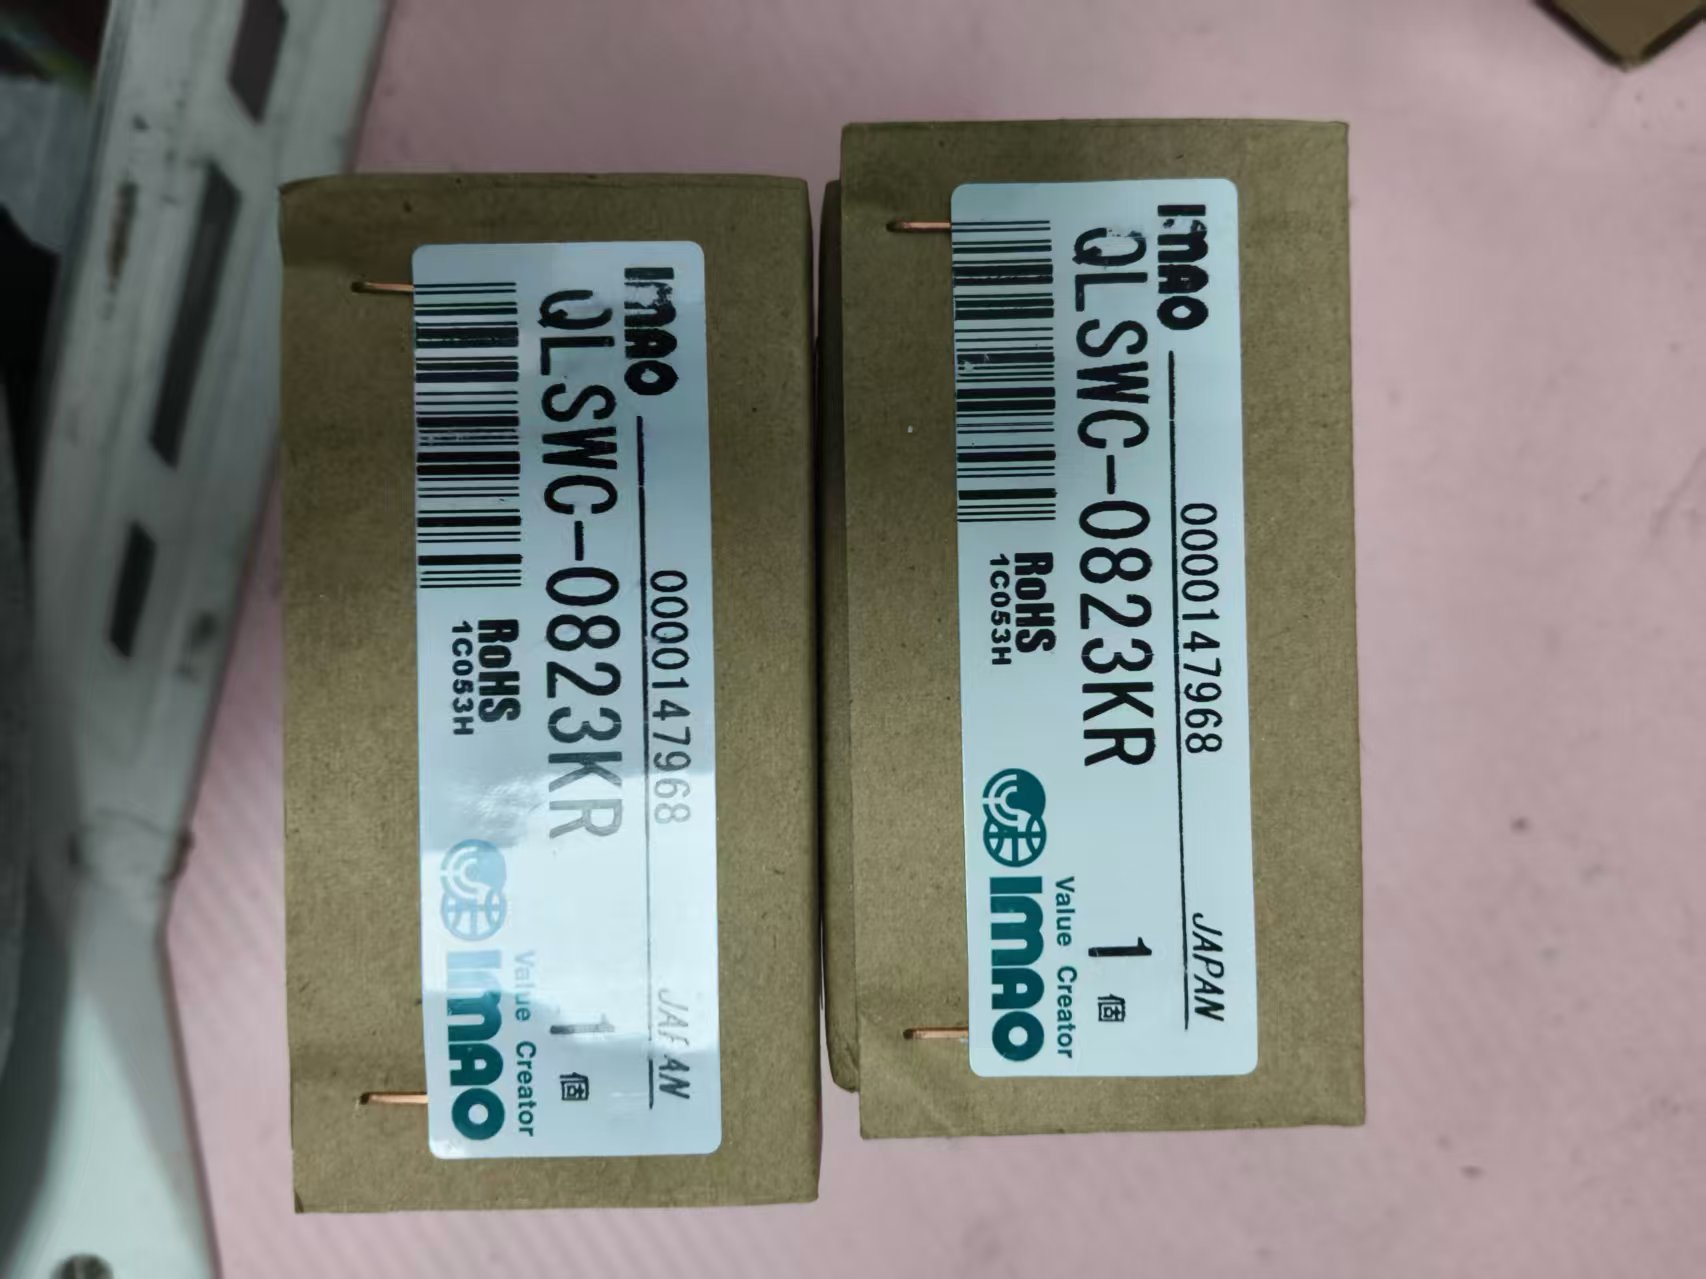 Imao
0000147968
JAPAN
QLSWC-0823KR
1個
RoHS
1C053H
Value Creator
IMAO
Imao
0000147968
JAPAN
QLSWC-0823KR
1個
RoHS
1C053H
Value Creator
IMAO